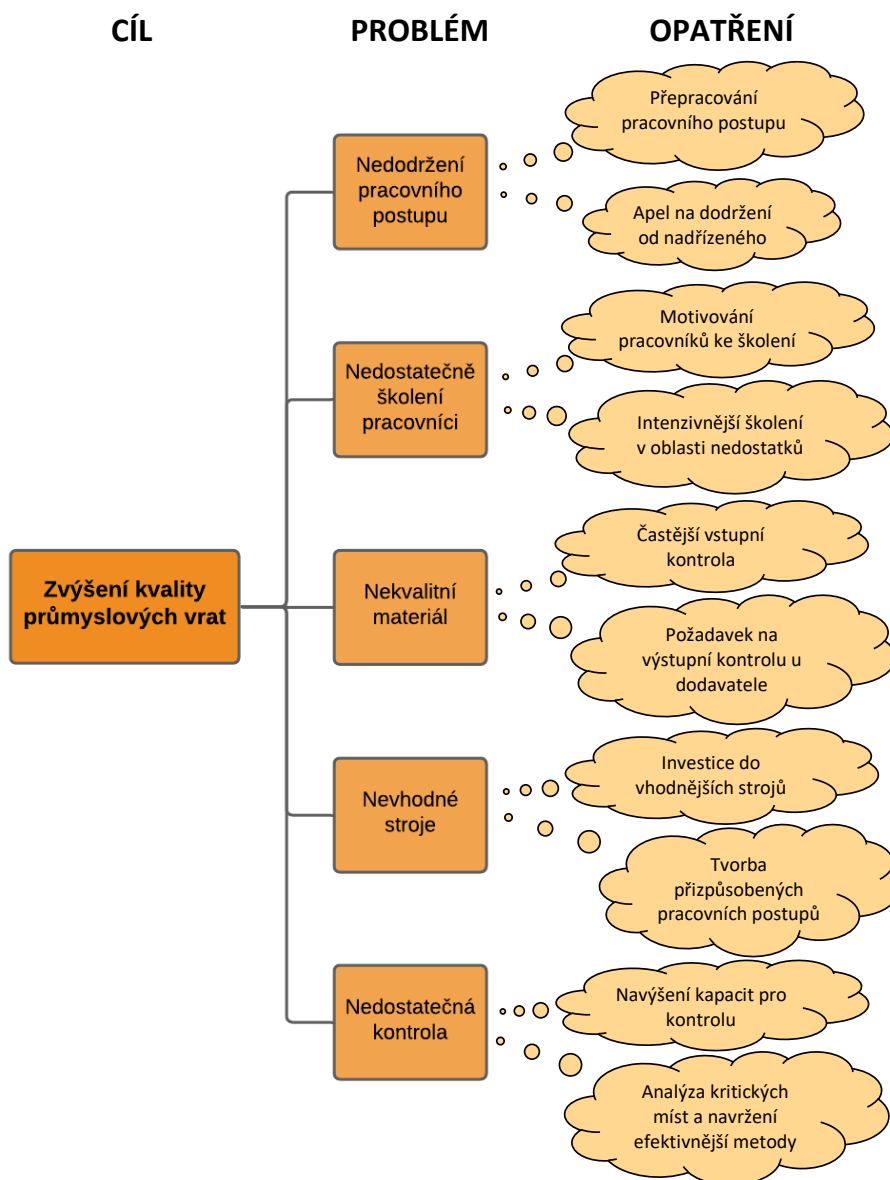 CÍL
PROBLÉM
OPATŘENÍ
Zvýšení kvality
průmyslových vrat
Nedodržení
pracovního
postupu
Přepracování
pracovního postupu
Apel na dodržení
od nadřízeného
Nedostatečně
školení
pracovníci
Motivování
pracovníků ke školení
Intenzivnější školení
v oblasti nedostatků
Nekvalitní
materiál
Častější vstupní
kontrola
Požadavek na
výstupní kontrolu u
dodavatele
Nevhodné
stroje
Investice do
vhodnějších strojů
Tvorba
přizpůsobených
pracovních postupů
Nedostatečná
kontrola
Navýšení kapacit pro
kontrolu
Analýza kritických
míst a navržení
efektivnější metody